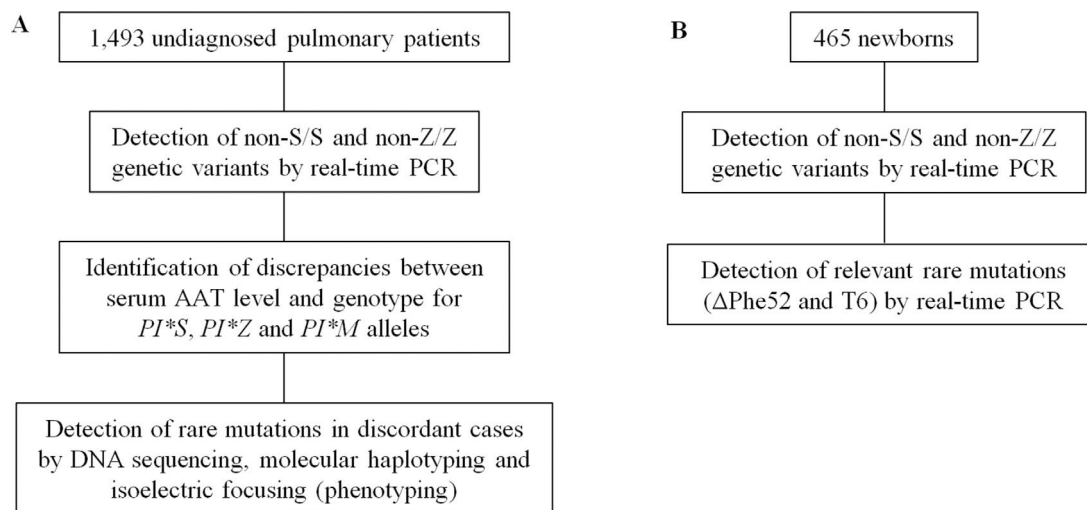 A
1,493 undiagnosed pulmonary patients
Detection of non-S/S and non-Z/Z
genetic variants by real-time PCR
Identification of discrepancies between
serum AAT level and genotype for
PI*S, PI*Z and PI*M alleles
Detection of rare mutations in discordant cases
by DNA sequencing, molecular haplotyping and
isoelectric focusing (phenotyping)
B
465 newborns
Detection of non-S/S and non-Z/Z
genetic variants by real-time PCR
Detection of relevant rare mutations
(ΔPhe52 and T6) by real-time PCR